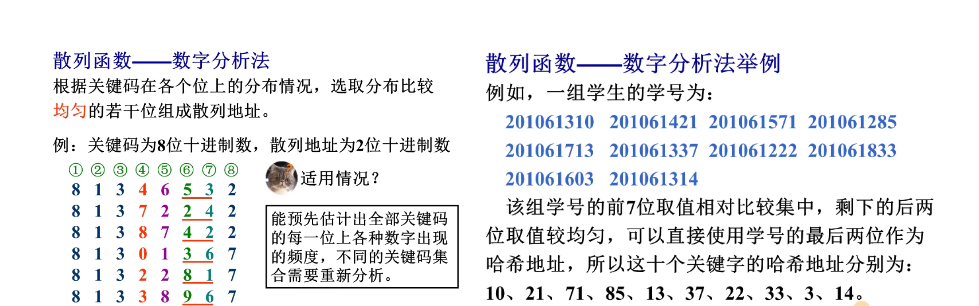 散列函数——数字分析法
根据关键码在各个位上的分布情况，选取分布比较
均匀的若干位组成散列地址。
例：关键码为8位十进制数，散列地址为2位十进制数
① ② ③ ④ ⑤ ⑥ ⑦ ⑧
8 1 3 4 6 5 3 2
8 1 3 7 2 2 4 2
8 1 3 8 7 4 2 2
8 1 3 0 1 3 6 7
8 1 3 2 2 8 1 7
8 1 3 3 8 9 6 7
适用情况？
能预先估计出全部关键码
的每一位上各种数字出现
的频度，不同的关键码集
合需要重新分析。
散列函数——数字分析法举例
例如，一组学生的学号为：
201061310 201061421 201061571 201061285
201061713 201061337 201061222 201061833
201061603 201061314
该组学号的前7位取值相对比较集中，剩下的后两
位取值较均匀，可以直接使用学号的最后两位作为
哈希地址，所以这十个关键字的哈希地址分别为：
10、21、71、85、13、37、22、33、3、14。